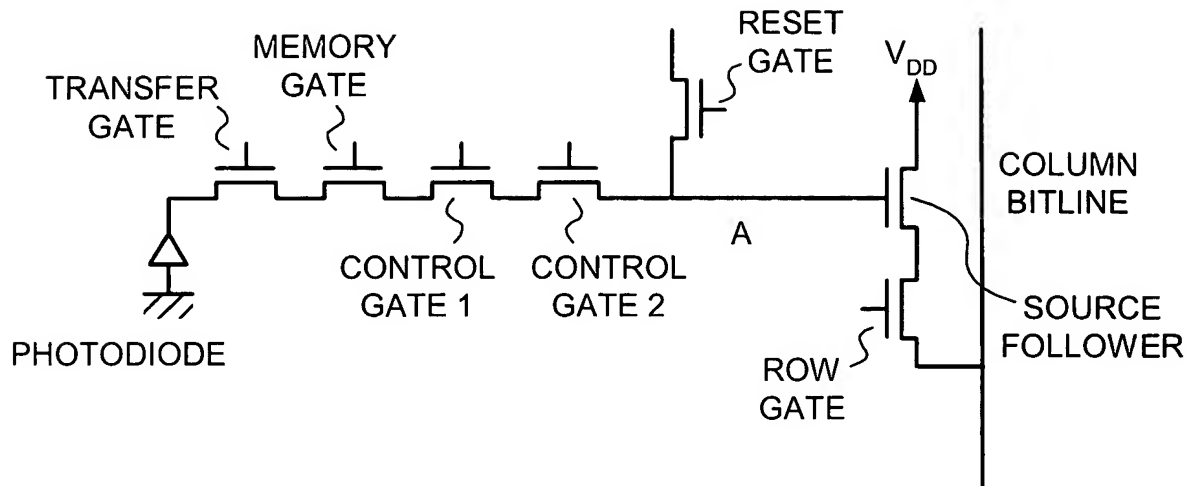 RESET
GATE
MEMORY
GATE
TRANSFER
GATE
V_DD
COLUMN
BITLINE
A
CONTROL
GATE 1
CONTROL
GATE 2
SOURCE
FOLLOWER
PHOTODIODE
ROW
GATE